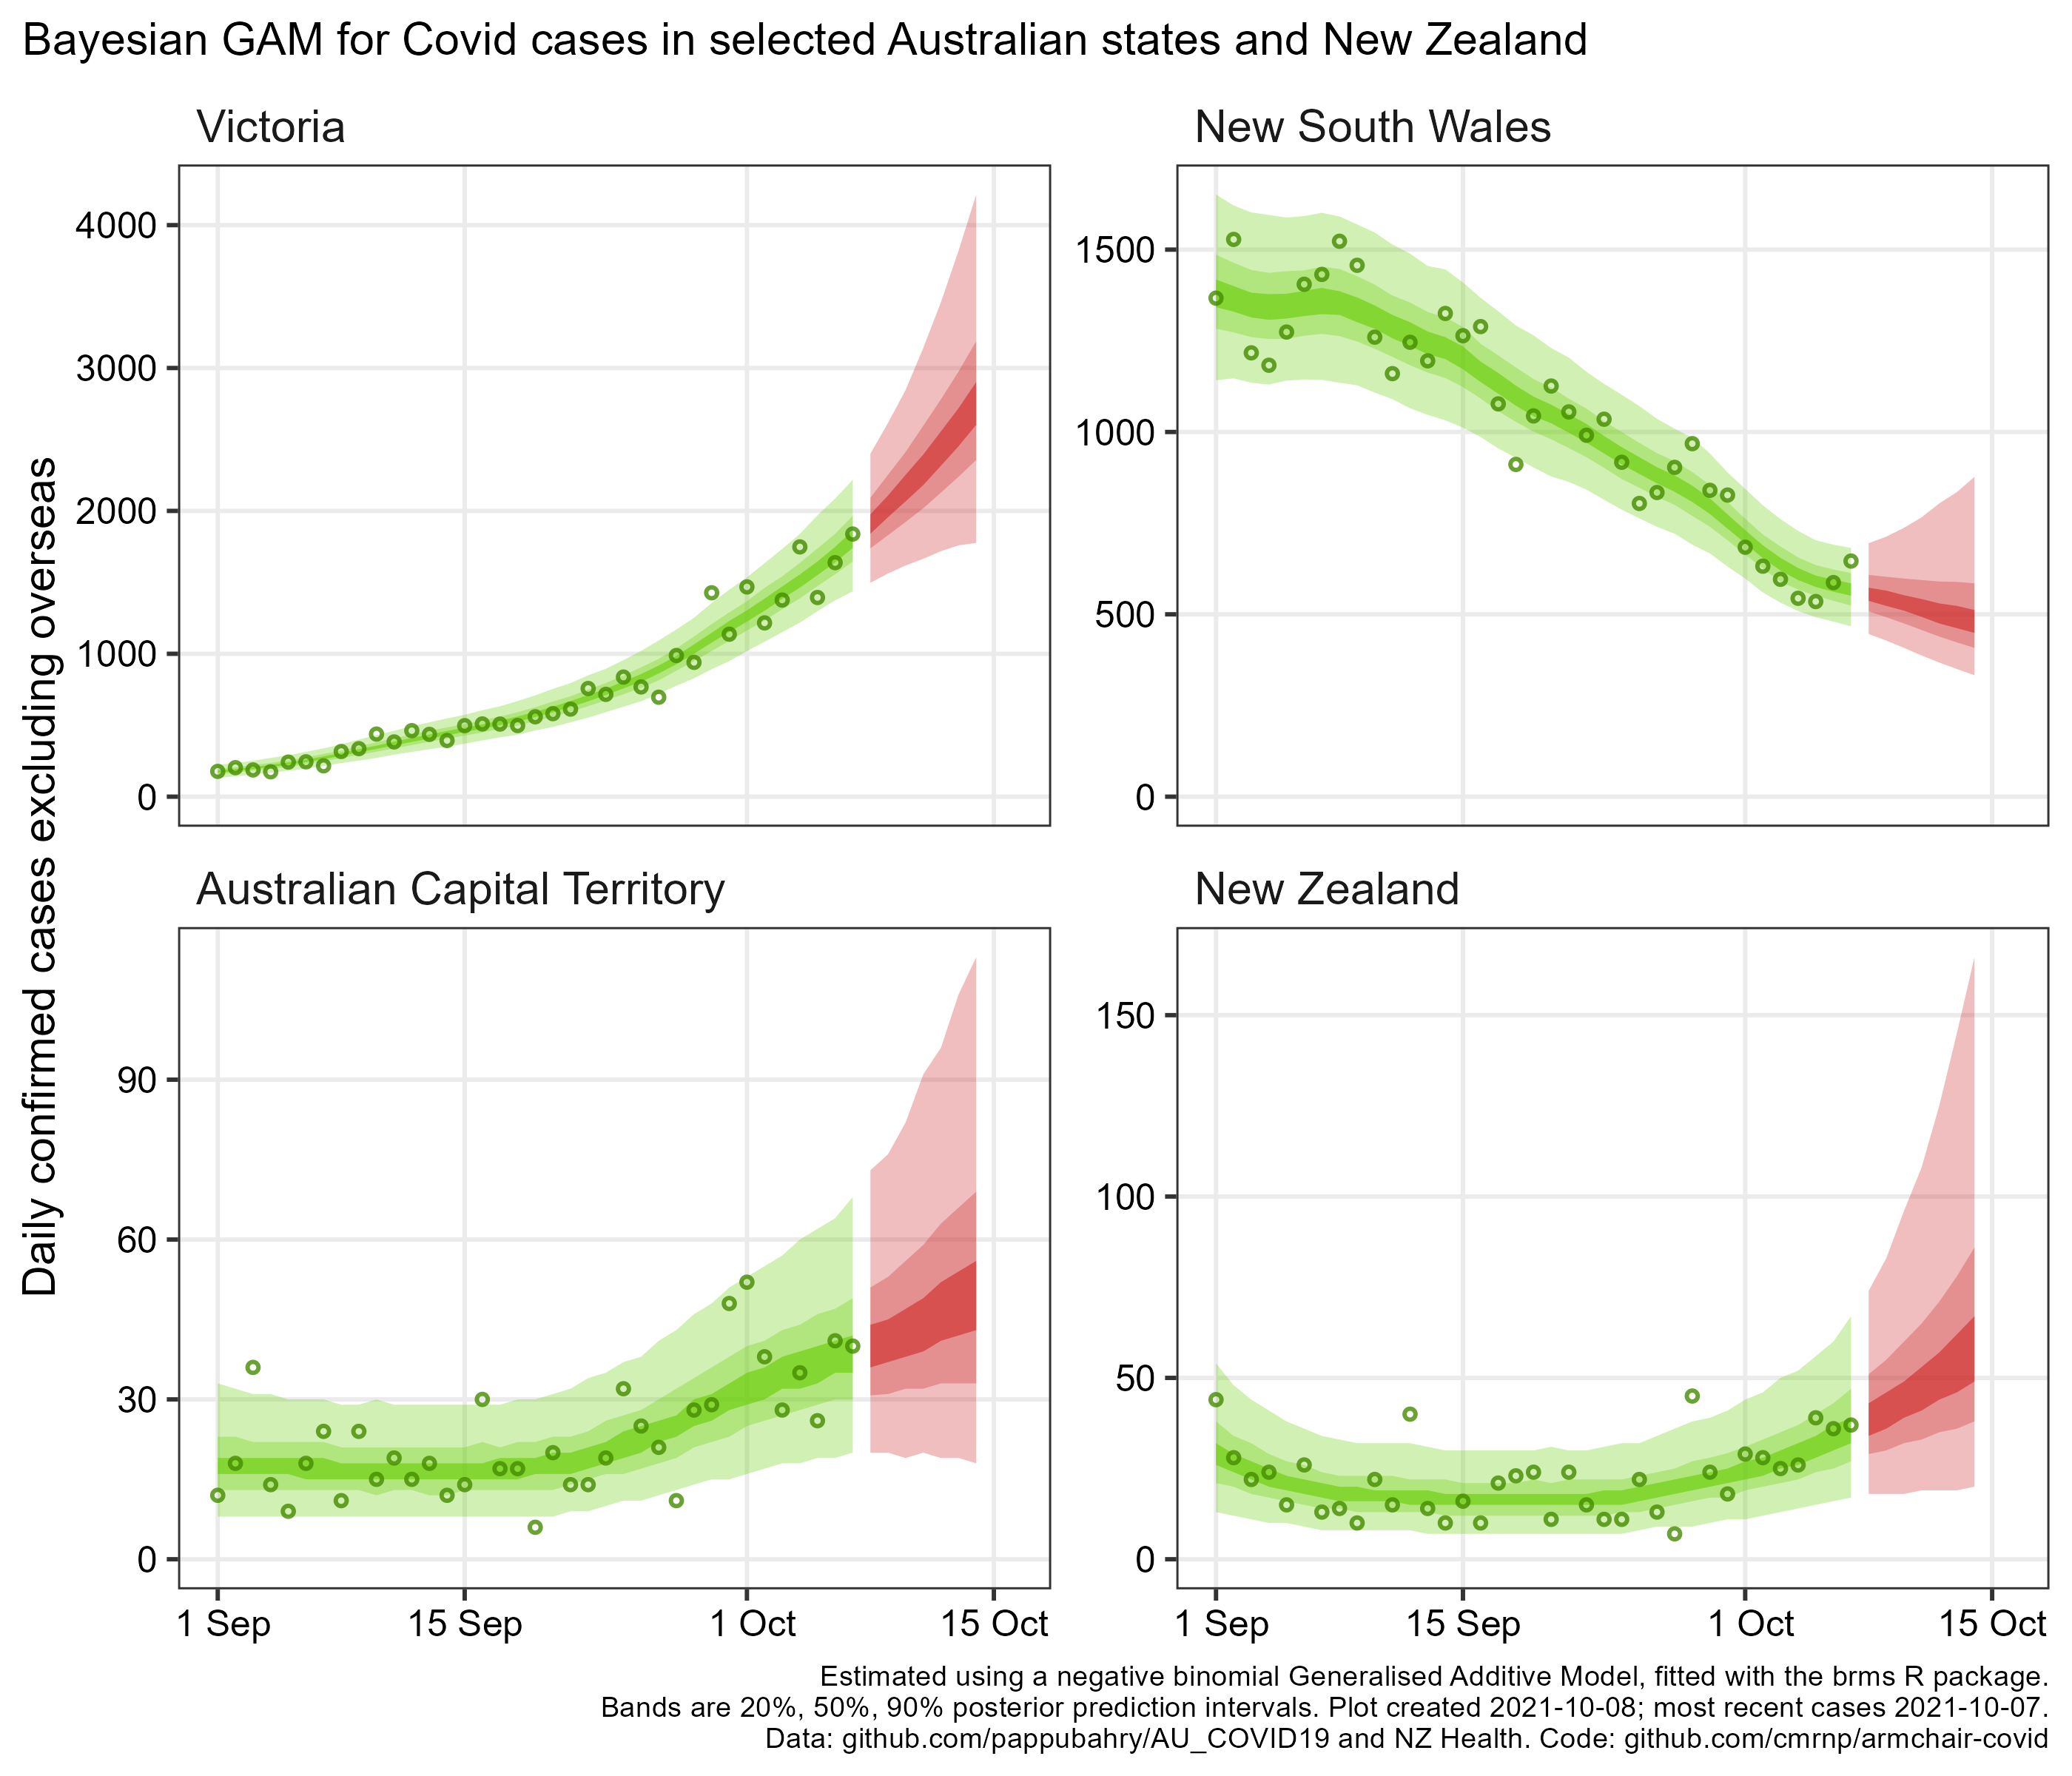 Bayesian GAM for Covid cases in selected Australian states and New Zealand
Daily confirmed cases excluding overseas
Victoria
4000
3000
2000
1000
0
New South Wales
1500
1000
500
0
Australian Capital Territory
90
60
30
0
1 Sep
15 Sep
1 Oct
15 Oct
New Zealand
150
100
50
0
1 Sep
15 Sep
1 Oct
15 Oct
Estimated using a negative binomial Generalised Additive Model, fitted with the brms R package.
Bands are 20%, 50%, 90% posterior prediction intervals. Plot created 2021-10-08; most recent cases 2021-10-07.
Data: github.com/pappubahry/AU_COVID19 and NZ Health. Code: github.com/cmrnp/armchair-covid